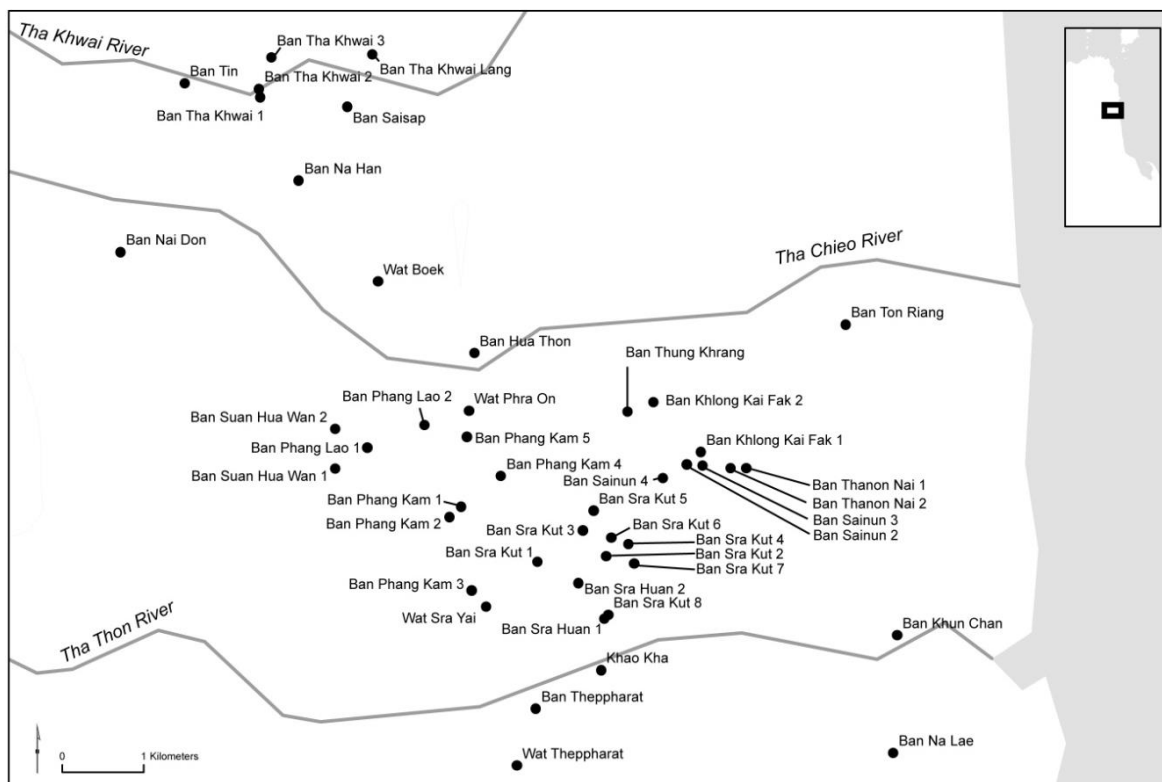 Tha Khwai River
Ban Tha Khwai 3
Ban Tha Khwai Lang
Ban Tin
Ban Tha Khwai 2
Ban Tha Khwai 1
Ban Saisap
Ban Na Han
Ban Nai Don
Tha Chieo River
Wat Boek
Ban Ton Riang
Ban Hua Thon
Ban Thung Khrang
Ban Phang Lao 2
Wat Phra On
Ban Khlong Kai Fak 2
Ban Suan Hua Wan 2
Ban Phang Kam 5
Ban Khlong Kai Fak 1
Ban Phang Lao 1
Ban Phang Kam 4
Ban Suan Hua Wan 1
Ban Sainun 4
Ban Thanon Nai 1
Ban Thanon Nai 2
Ban Sainun 3
Ban Sainun 2
Ban Phang Kam 1
Ban Sra Kut 5
Ban Phang Kam 2
Ban Sra Kut 3
Ban Sra Kut 6
Ban Sra Kut 4
Ban Sra Kut 1
Ban Sra Kut 2
Ban Sra Kut 7
Ban Phang Kam 3
Ban Sra Huan 2
Ban Sra Kut 8
Wat Sra Yai
Ban Sra Huan 1
Tha Thon River
Ban Khun Chan
Khao Kha
Ban Theppharat
Wat Theppharat
Ban Na Lae
0 1 Kilometers